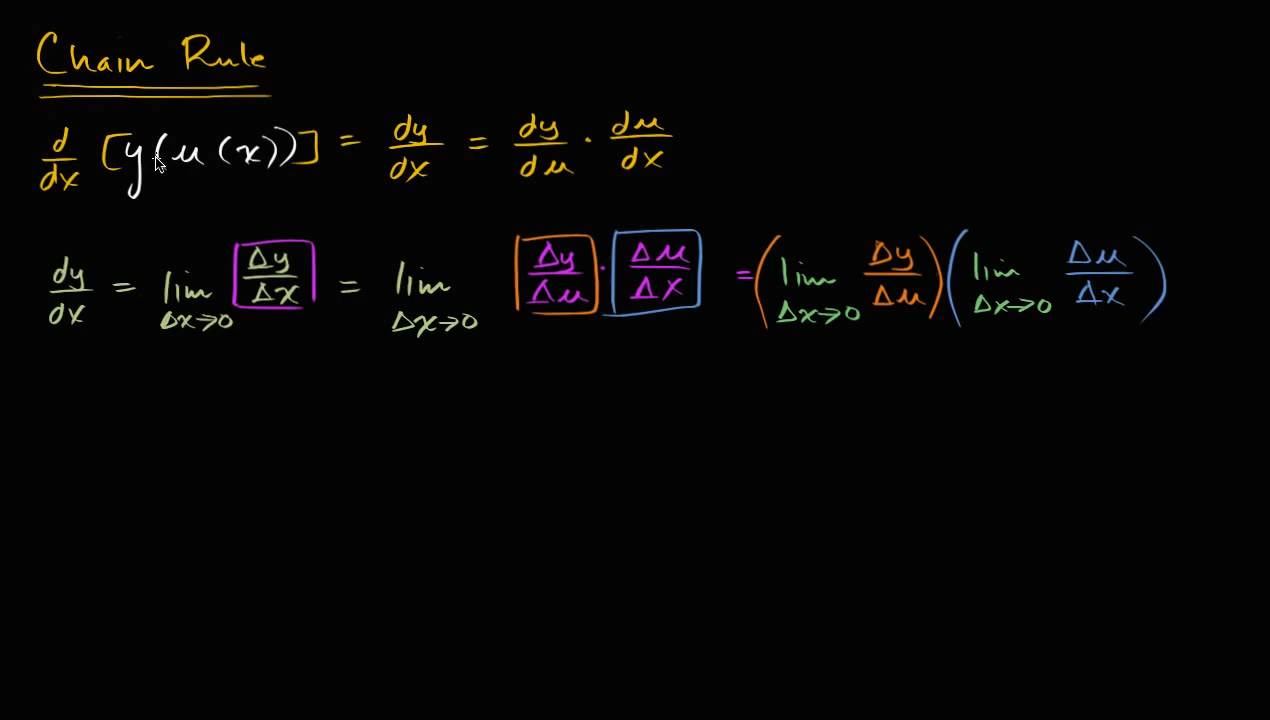 Chain Rule
d/dx [y(u(x))] = dy/dx = dy/du · du/dx
dy/dx = lim Δx→0 Δy/Δx = lim Δx→0 Δy/Δu · Δu/Δx = (lim Δx→0 Δy/Δu)(lim Δx→0 Δu/Δx)